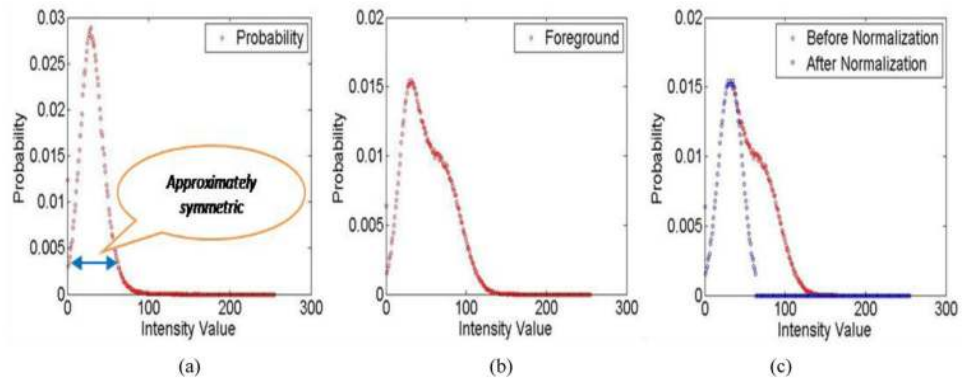 0.03
0.025
0.02
0.015
0.01
0.005
0
0
100
200
300
Probability
Intensity Value
Probability
Approximately
symmetric
(a)
0.02
0.015
0.01
0.005
0
0
100
200
300
Probability
Intensity Value
Foreground
(b)
0.02
0.015
0.01
0.005
0
0
100
200
300
Probability
Intensity Value
Before Normalization
After Normalization
(c)